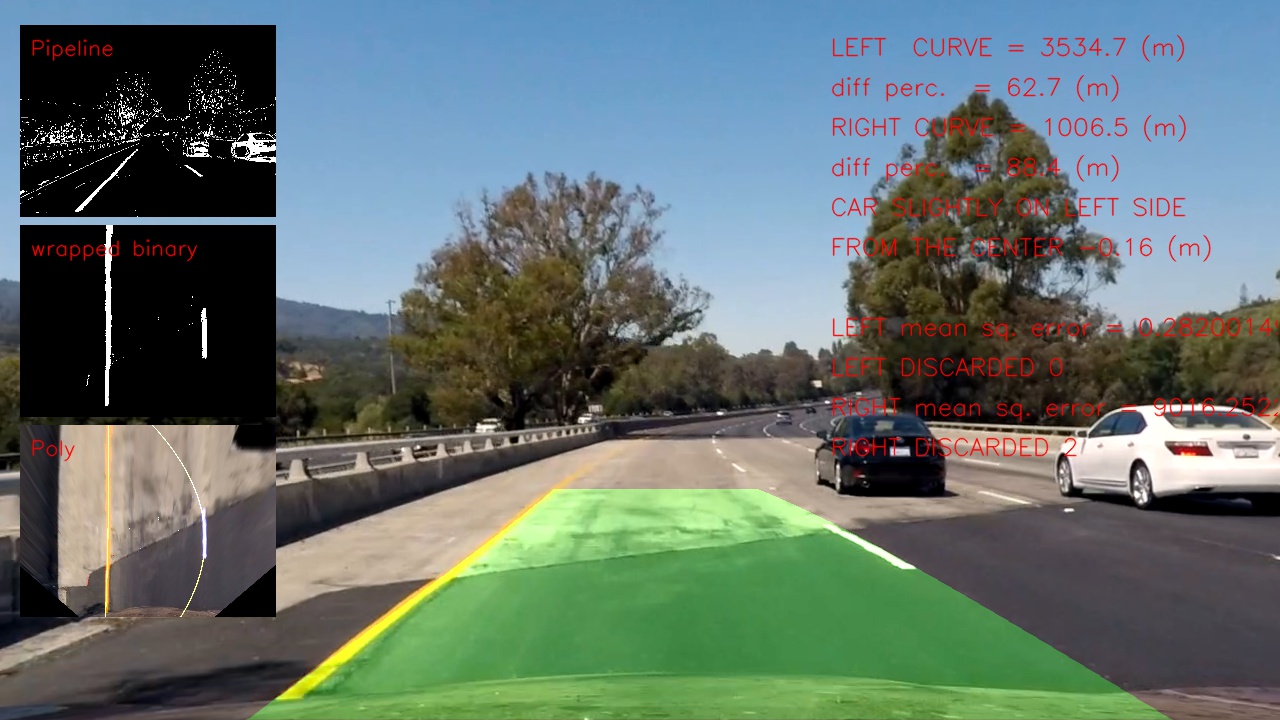 Pipeline
wrapped binary
Poly
LEFT CURVE = 3534.7 (m)
diff perc. = 62.7 (m)
RIGHT CURVE = 1006.5 (m)
diff perc. = 88.4 (m)
CAR SLIGHTLY ON LEFT SIDE
FROM THE CENTER -0.16 (m)
LEFT mean sq. error = 0.2820014
LEFT DISCARDED 0
RIGHT mean sq. error = 9016.252
RIGHT DISCARDED 2